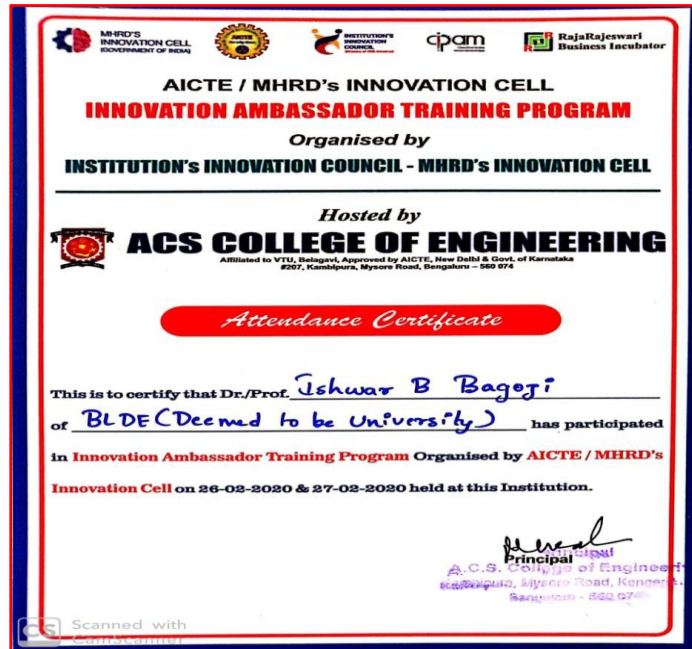 MHRD'S
INNOVATION CELL
(GOVERNMENT OF INDIA)
INSTITUTION'S
INNOVATION
COUNCIL
cipam
RajaRajeswari
Business Incubator
AICTE / MHRD's INNOVATION CELL
INNOVATION AMBASSADOR TRAINING PROGRAM
Organised by
INSTITUTION's INNOVATION COUNCIL - MHRD's INNOVATION CELL
Hosted by
ACS COLLEGE OF ENGINEERING
Affiliated to VTU, Belagavi, Approved by AICTE, New Delhi & Govt. of Karnataka
#207, Kambipura, Mysore Road, Bengaluru – 560 074
Attendance Certificate
This is to certify that Dr./Prof. Ishwar B Bagoji
of BLDE (Deemed to be University) has participated
in Innovation Ambassador Training Program Organised by AICTE / MHRD's
Innovation Cell on 26-02-2020 & 27-02-2020 held at this Institution.
Principal
Principal
A.C.S. College of Engineeri
Mysore Road, Kengeri
CS Scanned with
CamScanner